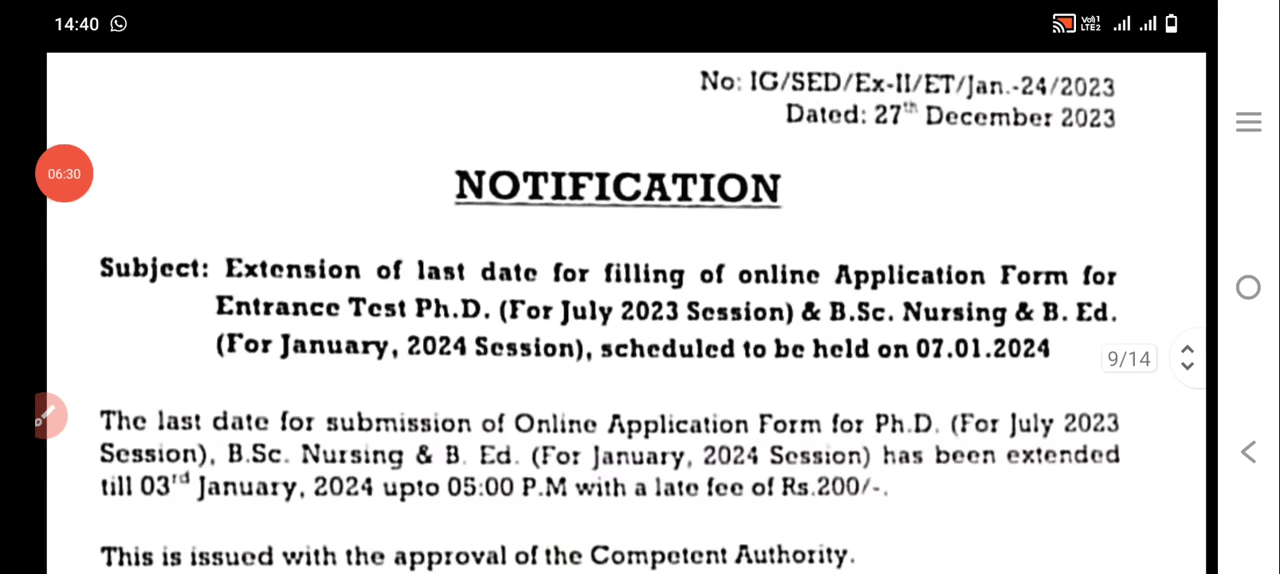 14:40
Vo)) 1
LTE2
No: IG/SED/Ex-II/ET/Jan.-24/2023
Dated: 27th December 2023
06:30
NOTIFICATION
Subject: Extension of last date for filling of online Application Form for
Entrance Test Ph.D. (For July 2023 Session) & B.Sc. Nursing & B. Ed.
(For January, 2024 Session), scheduled to be held on 07.01.2024
9/14
The last date for submission of Online Application Form for Ph.D. (For July 2023
Session), B.Sc. Nursing & B. Ed. (For January, 2024 Session) has been extended
till 03rd January, 2024 upto 05:00 P.M with a late fee of Rs.200/-.
This is issued with the approval of the Competent Authority.